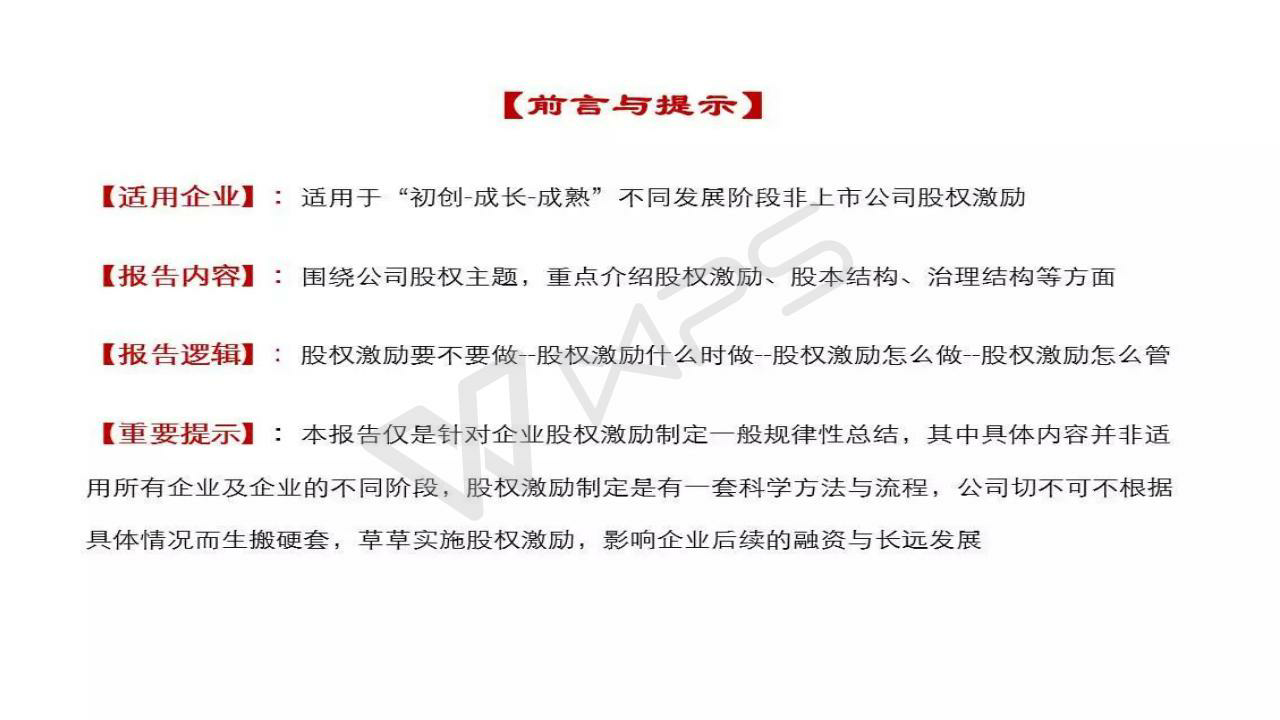 【前言与提示】
【适用企业】：适用于“初创-成长-成熟”不同发展阶段非上市公司股权激励
【报告内容】：围绕公司股权主题，重点介绍股权激励、股本结构、治理结构等方面
【报告逻辑】：股权激励要不要做--股权激励什么时做--股权激励怎么做--股权激励怎么管
【重要提示】：本报告仅是针对企业股权激励制定一般规律性总结，其中具体内容并非适
用所有企业及企业的不同阶段，股权激励制定是有一套科学方法与流程，公司切不可不根据
具体情况而生搬硬套，草草实施股权激励，影响企业后续的融资与长远发展
WPS